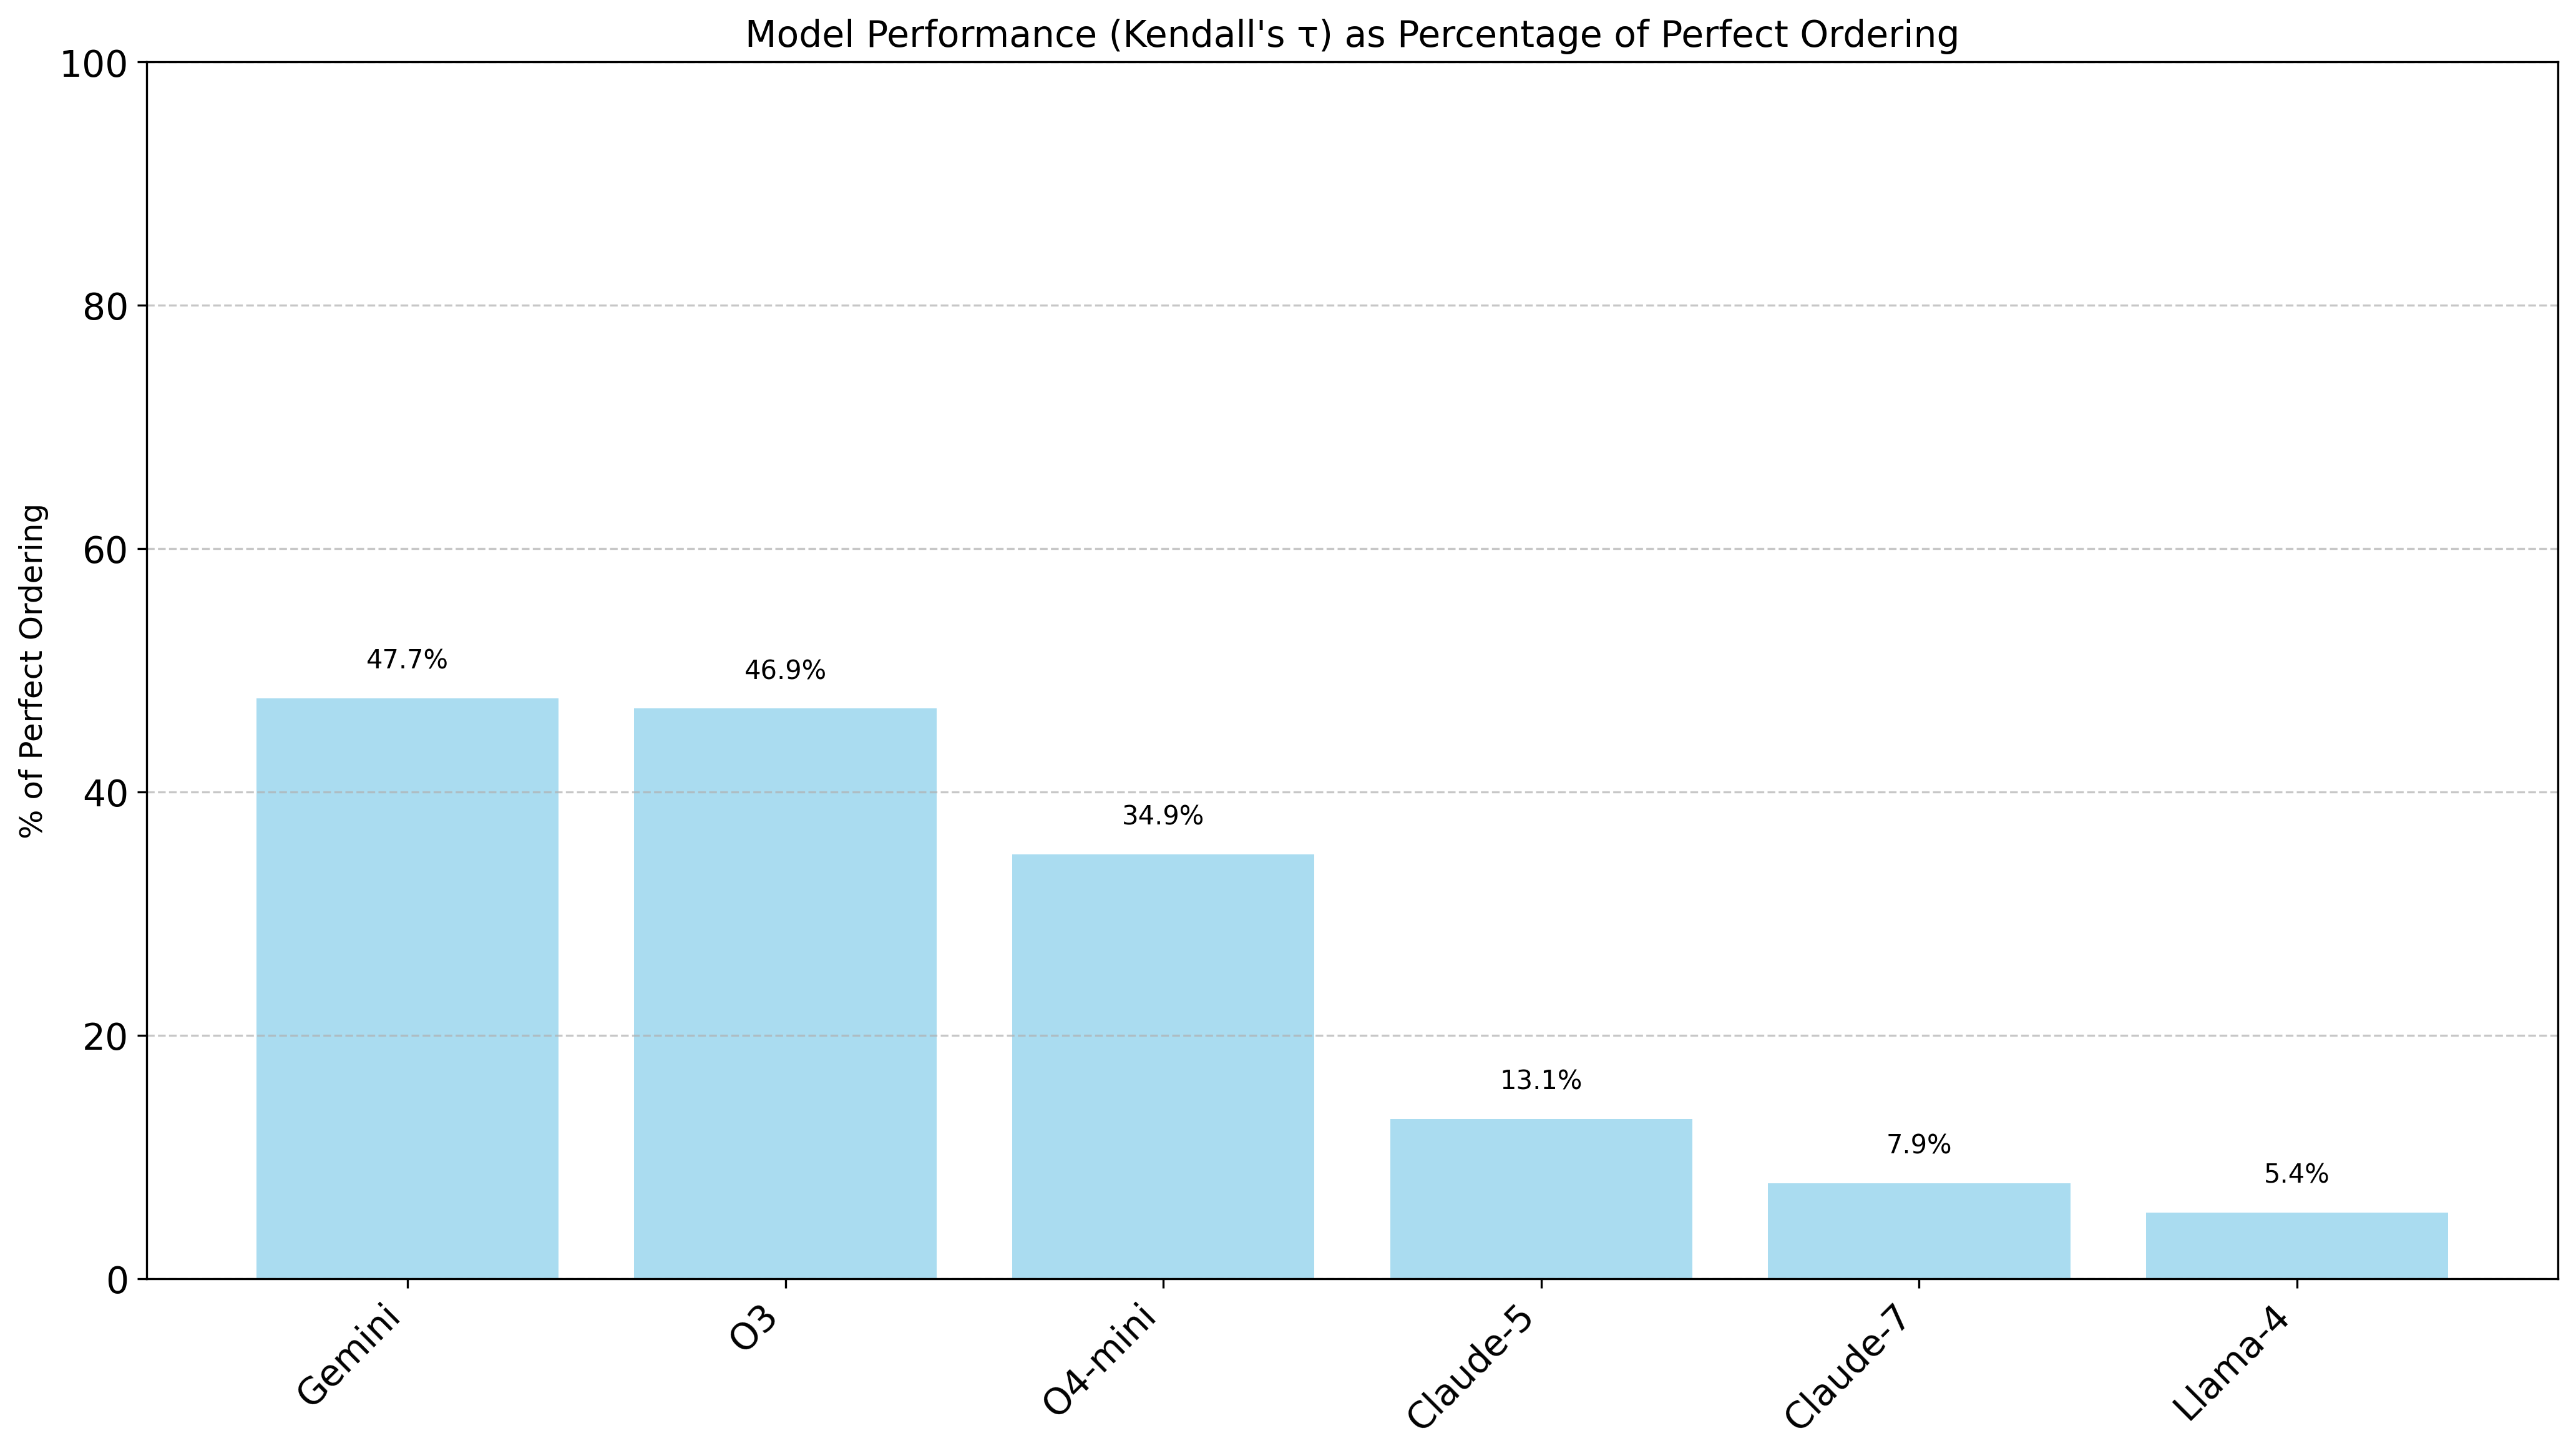 Model Performance (Kendall's τ) as Percentage of Perfect Ordering
% of Perfect Ordering
100
80
60
40
20
0
47.7%
46.9%
34.9%
13.1%
7.9%
5.4%
Gemini
O3
O4-mini
Claude-5
Claude-7
Llama-4